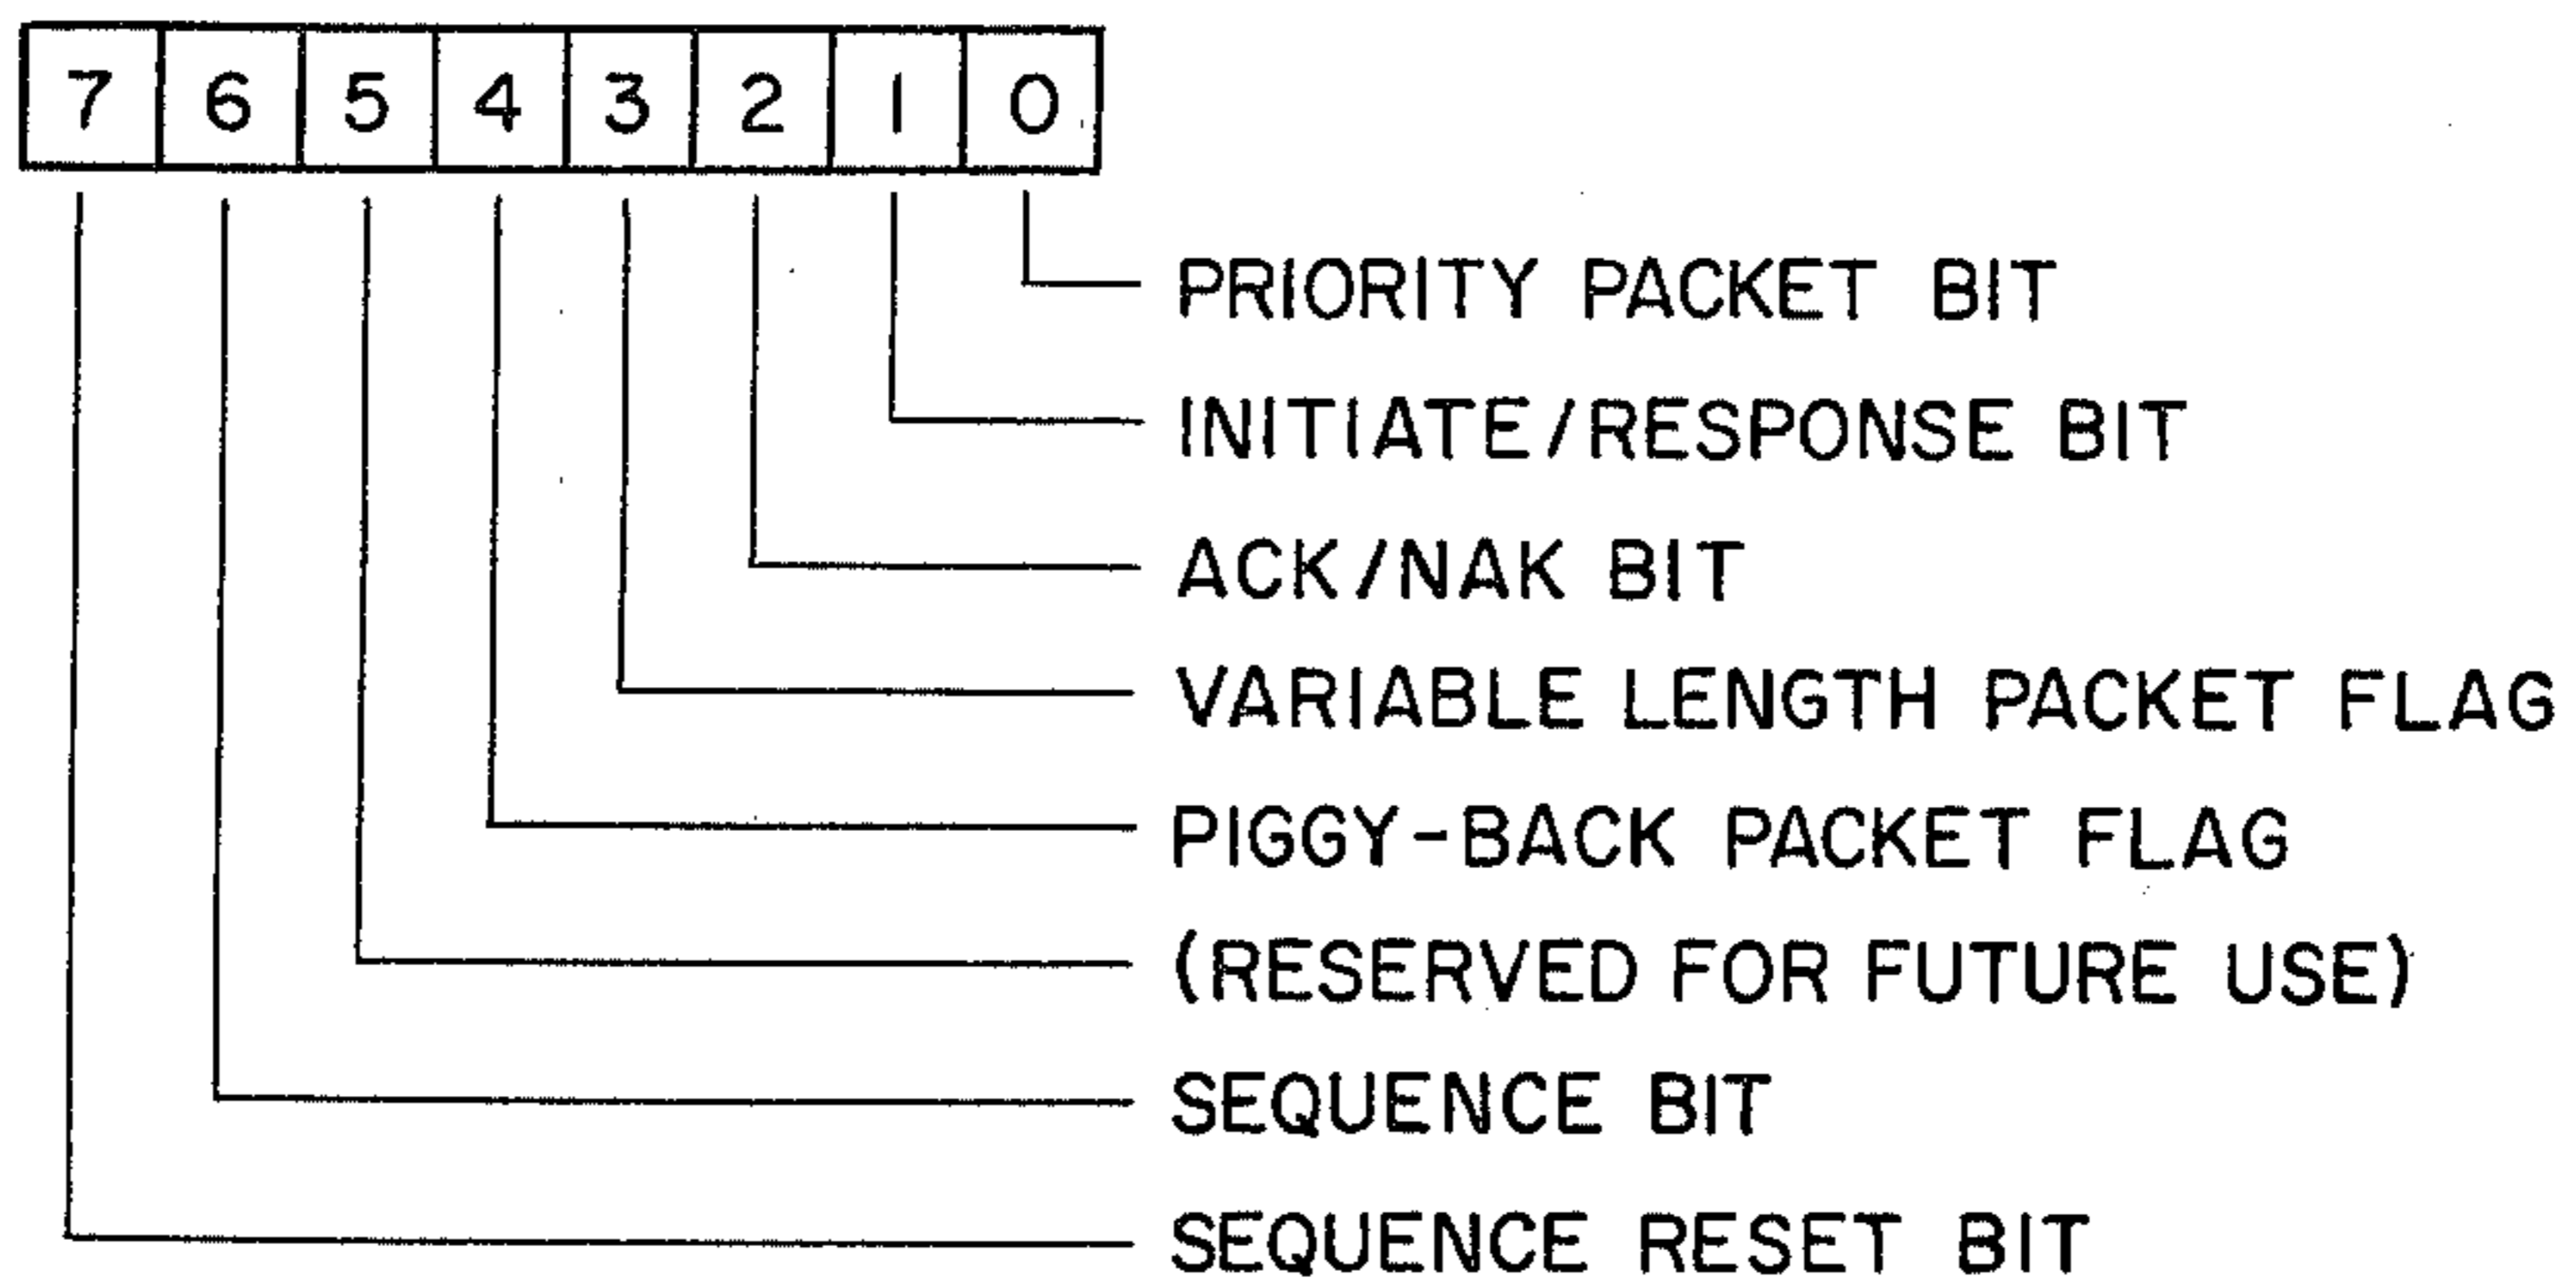 7 6 5 4 3 2 1 0
PRIORITY PACKET BIT
INITIATE/RESPONSE BIT
ACK/NAK BIT
VARIABLE LENGTH PACKET FLAG
PIGGY-BACK PACKET FLAG
(RESERVED FOR FUTURE USE)
SEQUENCE BIT
SEQUENCE RESET BIT